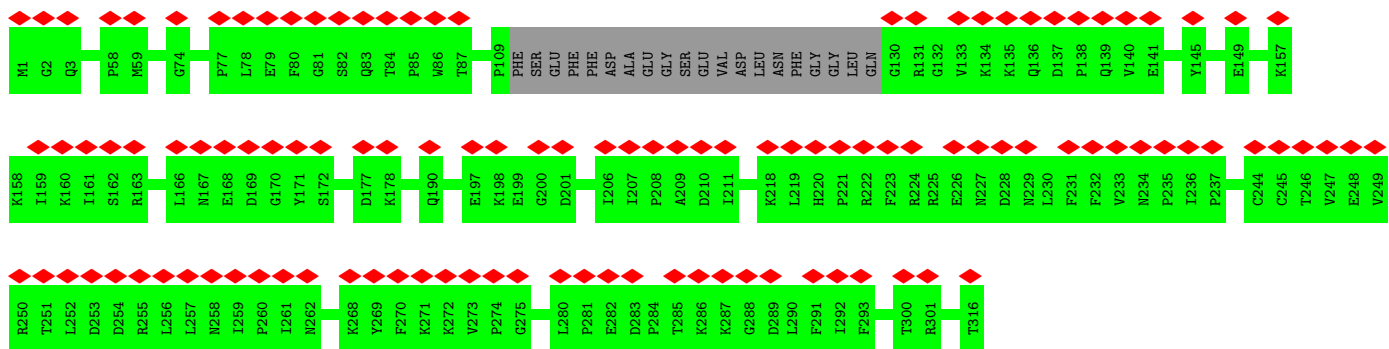 M1 G2 Q3 P58 M59 G74 P77 L78 E79 F80 G81 S82 Q83 T84 P85 W86 T87 P109 PHE SER GLU PHE PHE ASP ALA GLU GLY SER GLU VAL ASP LEU ASN PHE GLY GLY LEU GLN G130 R131 G132 V133 K134 K135 Q136 D137 P138 Q139 V140 E141 Y145 E149 K157
K158 I159 K160 I161 S162 R163 L166 N167 E168 D169 G170 Y171 S172 D177 K178 Q190 E197 K198 E199 G200 D201 I206 I207 P208 A209 D210 I211 K218 L219 H220 P221 R222 F223 R224 R225 E226 N227 D228 N229 L230 F231 F232 V233 N234 P235 I236 P237 C244 C245 T246 V247 E248 V249
R250 T251 L252 D253 D254 R255 L256 L257 N258 I259 P260 I261 N262 K268 Y269 F270 K271 K272 V273 P274 G275 L280 P281 E282 D283 P284 T285 K286 K287 G288 D289 L290 F291 I292 F293 T300 R301 T316